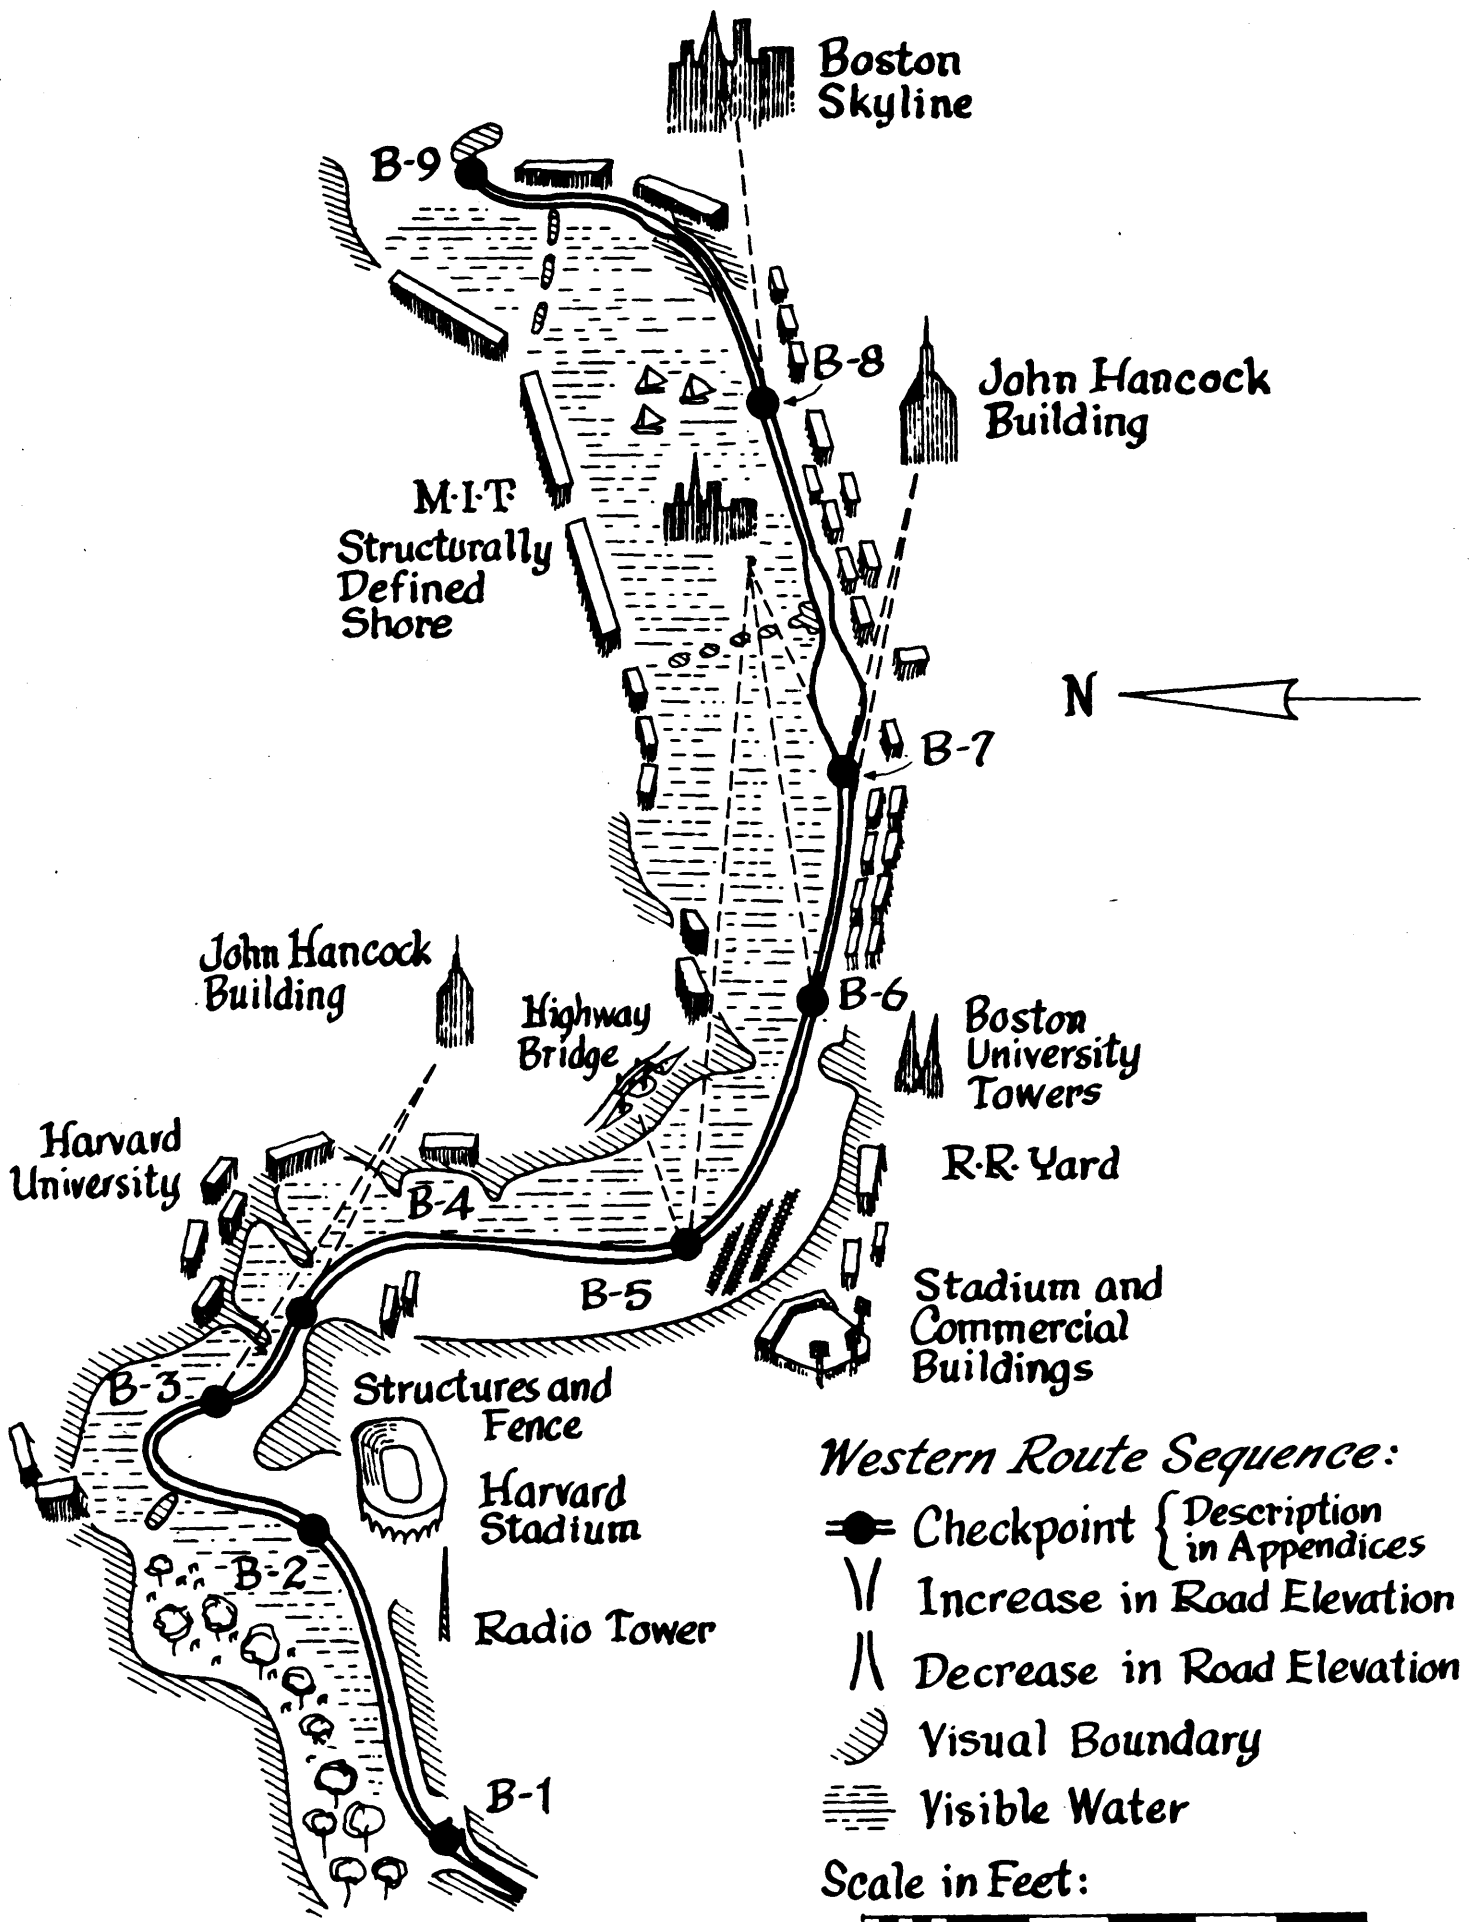 Boston
Skyline
B-9
B-8
John Hancock
Building
M·I·T·
Structurally
Defined
Shore
N
B-7
John Hancock
Building
Highway
Bridge
B-6
Boston
University
Towers
Harvard
University
B-4
R·R· Yard
B-5
Stadium and
Commercial
Buildings
B-3
Structures and
Fence
Harvard
Stadium
B-2
Radio Tower
B-1
Western Route Sequence:
Checkpoint { Description
in Appendices
Increase in Road Elevation
Decrease in Road Elevation
Visual Boundary
Visible Water
Scale in Feet: